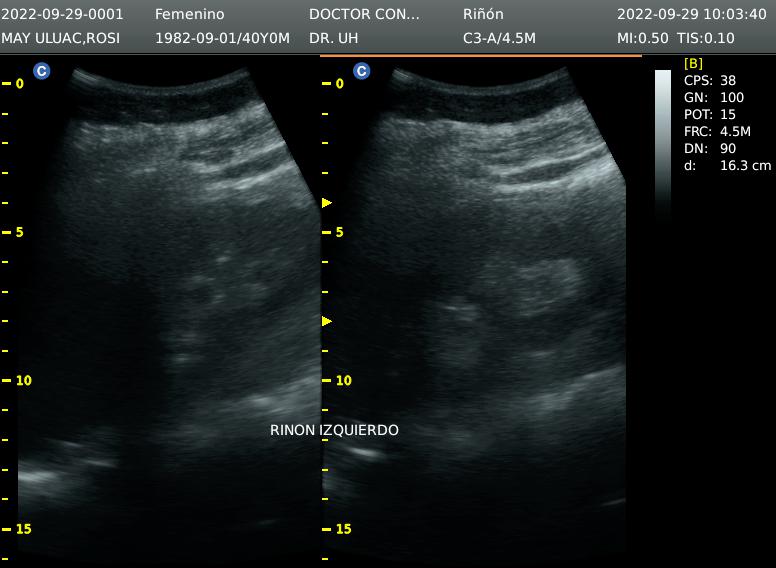 2022-09-29-0001 Femenino DOCTOR CON... Riñón 2022-09-29 10:03:40
MAY ULUAC,ROSI 1982-09-01/40Y0M DR. UH C3-A/4.5M MI:0.50 TIS:0.10
C C [B]
0 0 CPS: 38
GN: 100
POT: 15
FRC: 4.5M
DN: 90
d: 16.3 cm
5 5
10 10
RINON IZQUIERDO
15 15